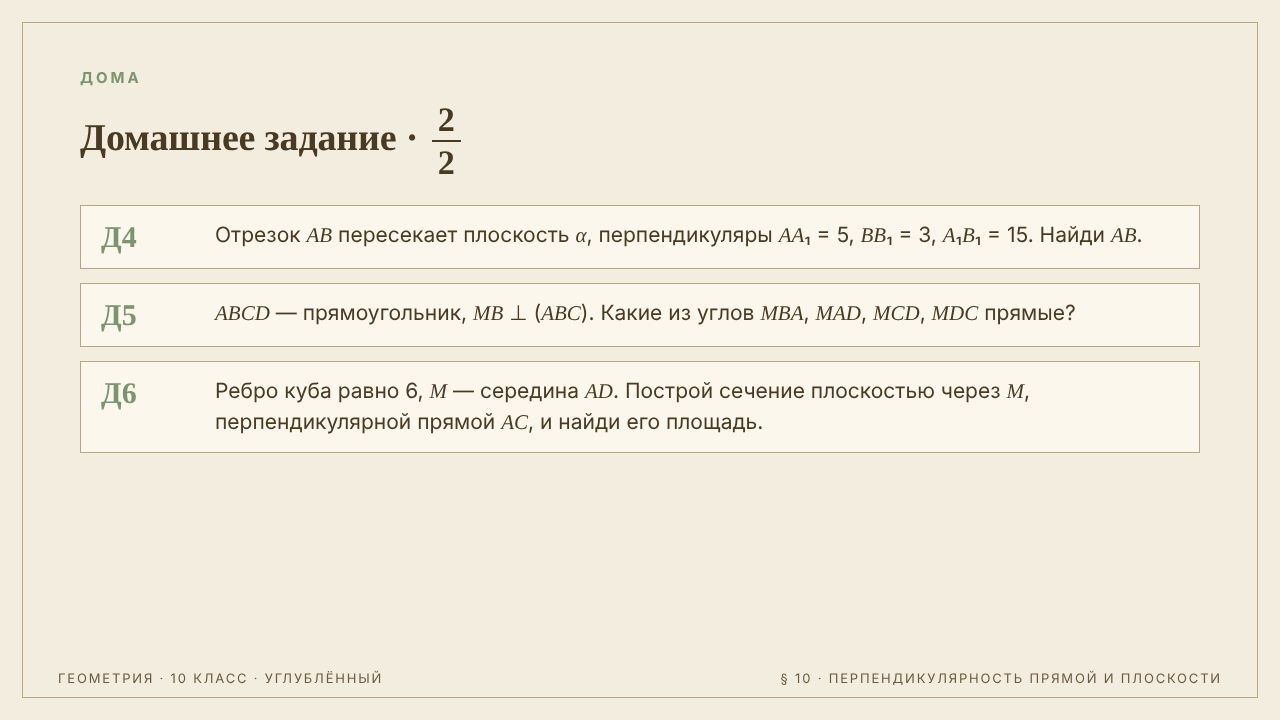 ДОМА
Домашнее задание · 2/2
Д4
Отрезок AB пересекает плоскость α, перпендикуляры AA₁ = 5, BB₁ = 3, A₁B₁ = 15. Найди AB.
Д5
ABCD — прямоугольник, MB ⊥ (ABC). Какие из углов MBA, MAD, MCD, MDC прямые?
Д6
Ребро куба равно 6, M — середина AD. Построй сечение плоскостью через M,
перпендикулярной прямой AC, и найди его площадь.
ГЕОМЕТРИЯ · 10 КЛАСС · УГЛУБЛЁННЫЙ
§ 10 · ПЕРПЕНДИКУЛЯРНОСТЬ ПРЯМОЙ И ПЛОСКОСТИ